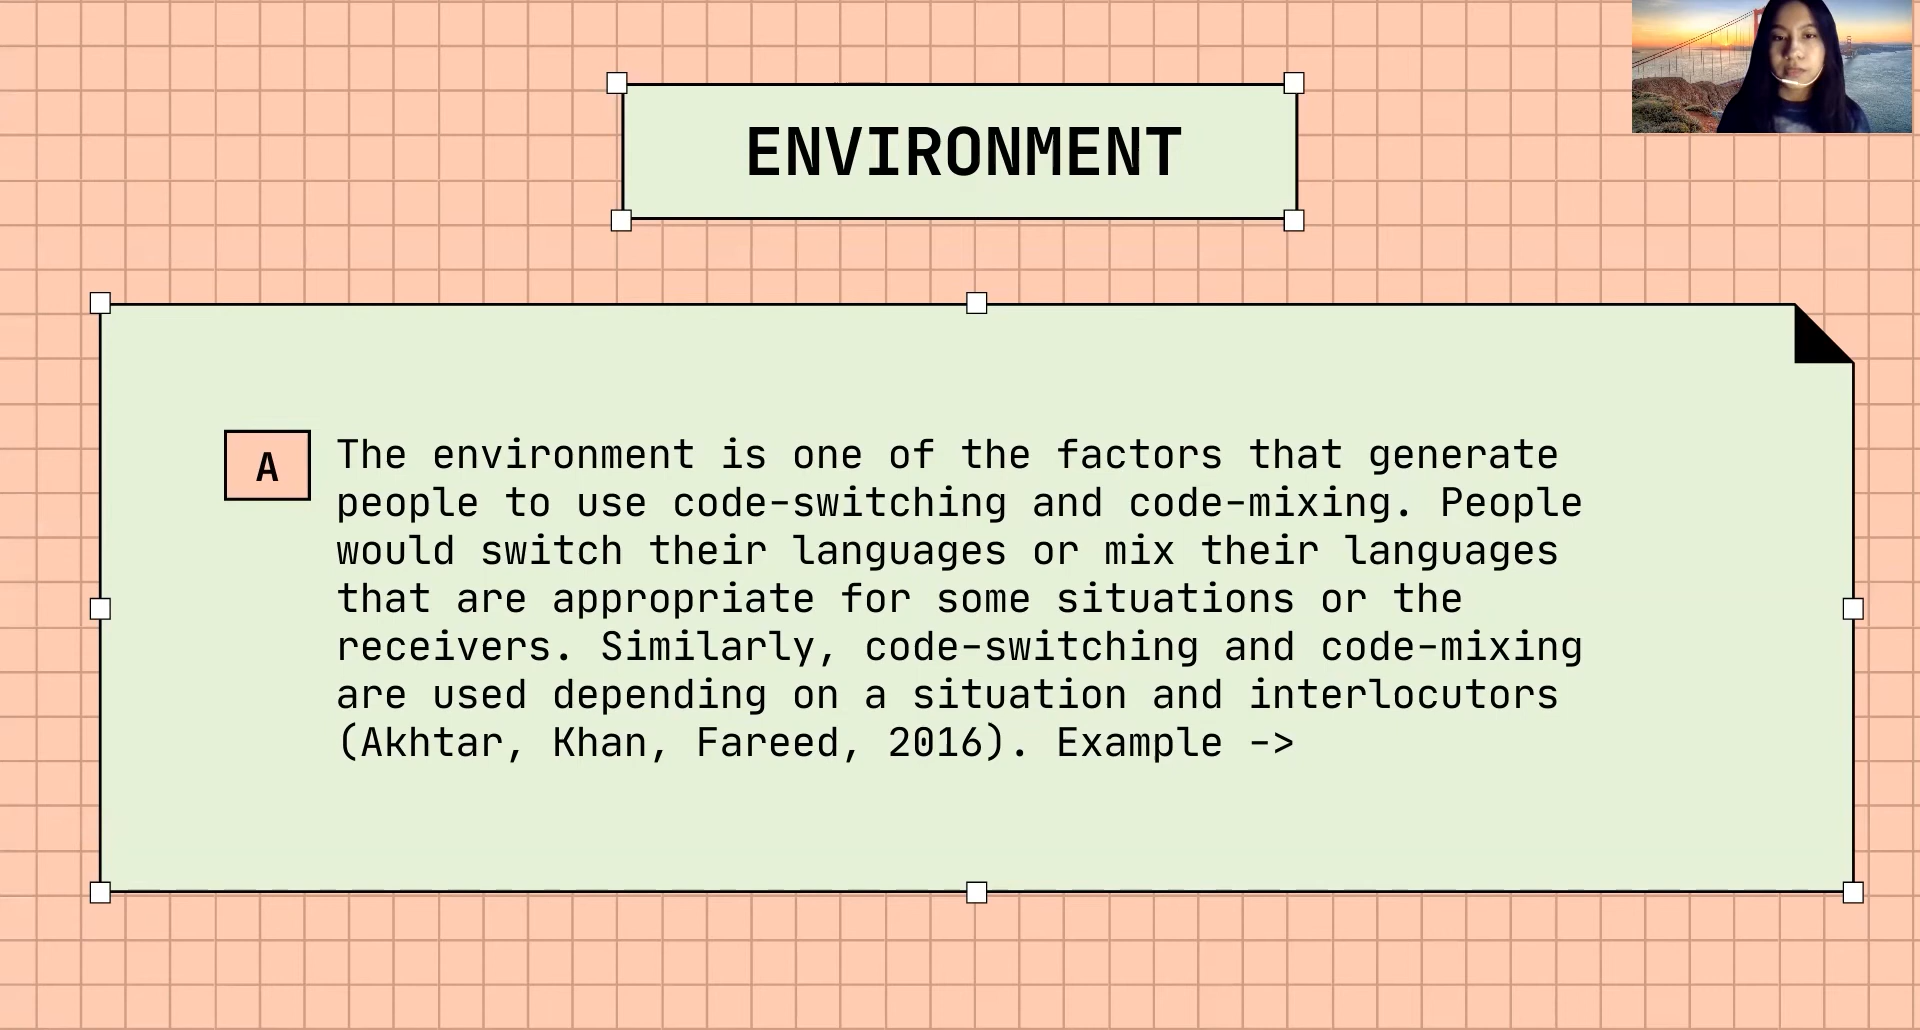 ENVIRONMENT
A
The environment is one of the factors that generate
people to use code-switching and code-mixing. People
would switch their languages or mix their languages
that are appropriate for some situations or the
receivers. Similarly, code-switching and code-mixing
are used depending on a situation and interlocutors
(Akhtar, Khan, Fareed, 2016). Example ->